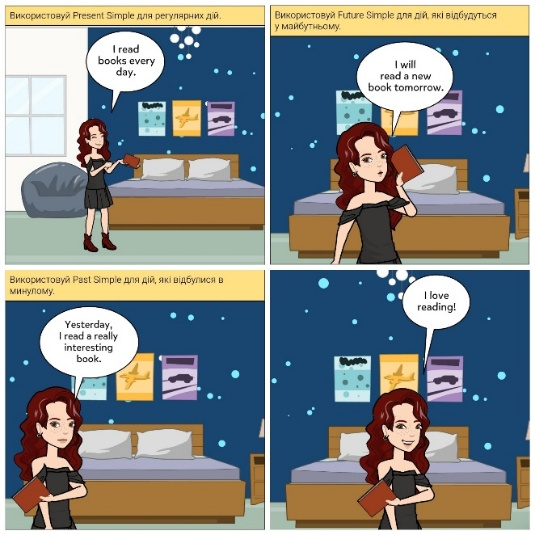 Використовуй Present Simple для регулярних дій.
I read
books every
day.
Використовуй Future Simple для дій, які відбудуться
у майбутньому.
I will
read a new
book tomorrow.
Використовуй Past Simple для дій, які відбулися в
минулому.
Yesterday,
I read a really
interesting
book.
I love
reading!